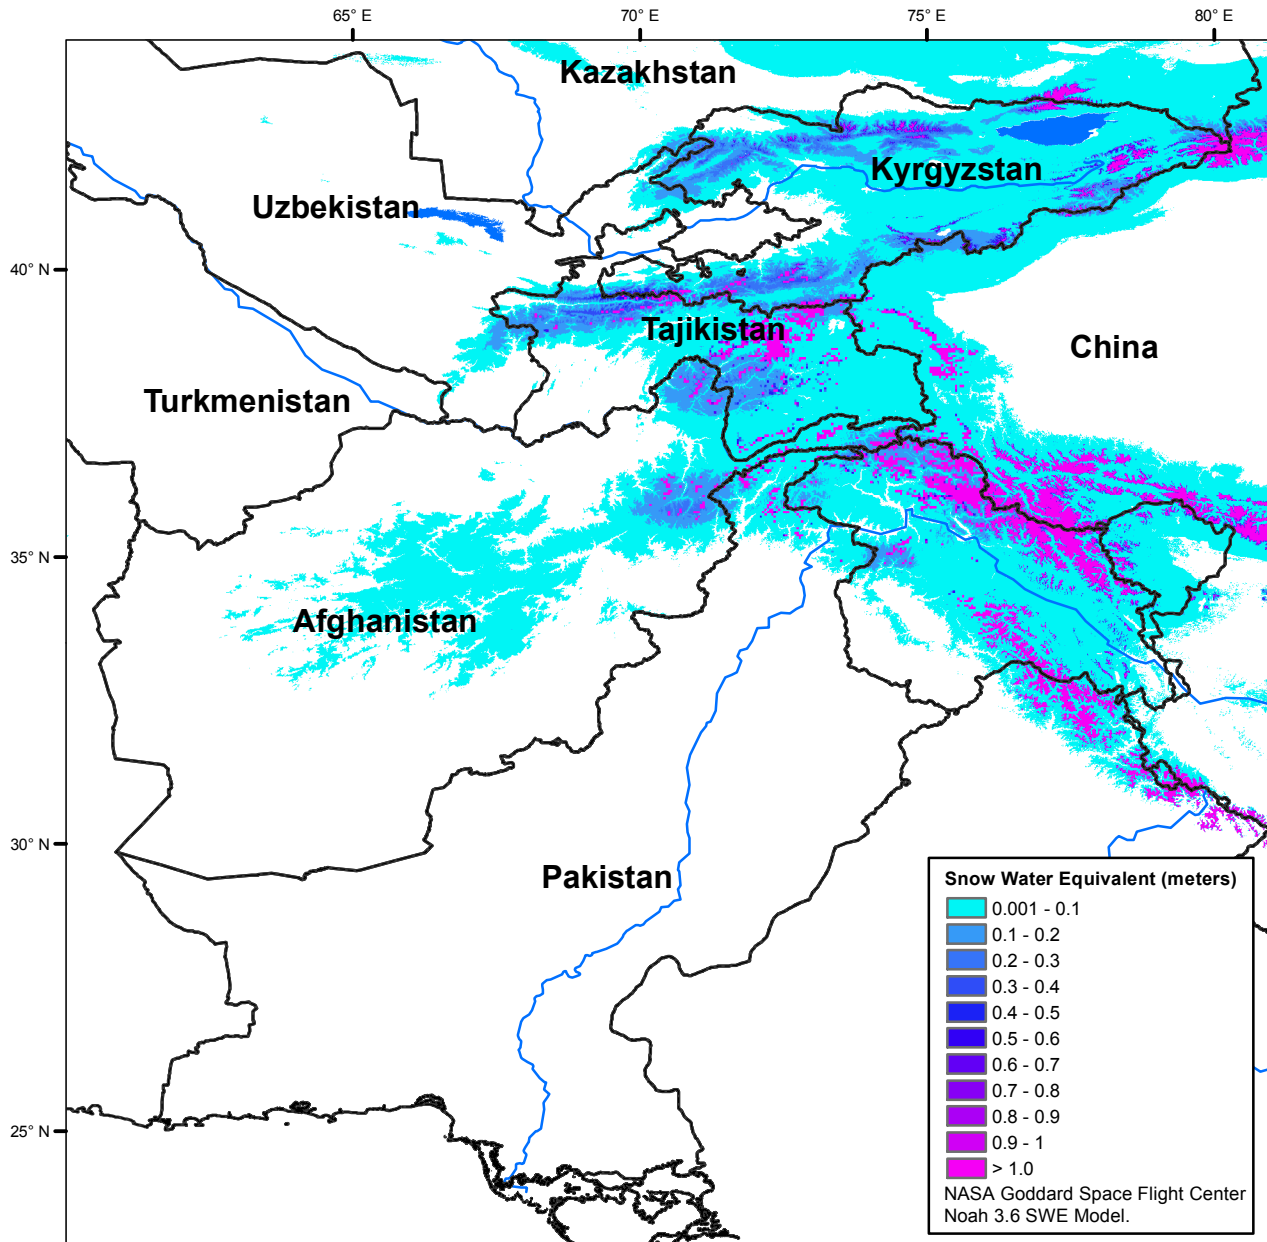 65° E
70° E
75° E
80° E
Kazakhstan
Kyrgyzstan
Uzbekistan
40° N
Tajikistan
China
Turkmenistan
35° N
Afghanistan
30° N
Pakistan
25° N
Snow Water Equivalent (meters)
0.001 - 0.1
0.1 - 0.2
0.2 - 0.3
0.3 - 0.4
0.4 - 0.5
0.5 - 0.6
0.6 - 0.7
0.7 - 0.8
0.8 - 0.9
0.9 - 1
> 1.0
NASA Goddard Space Flight Center
Noah 3.6 SWE Model.